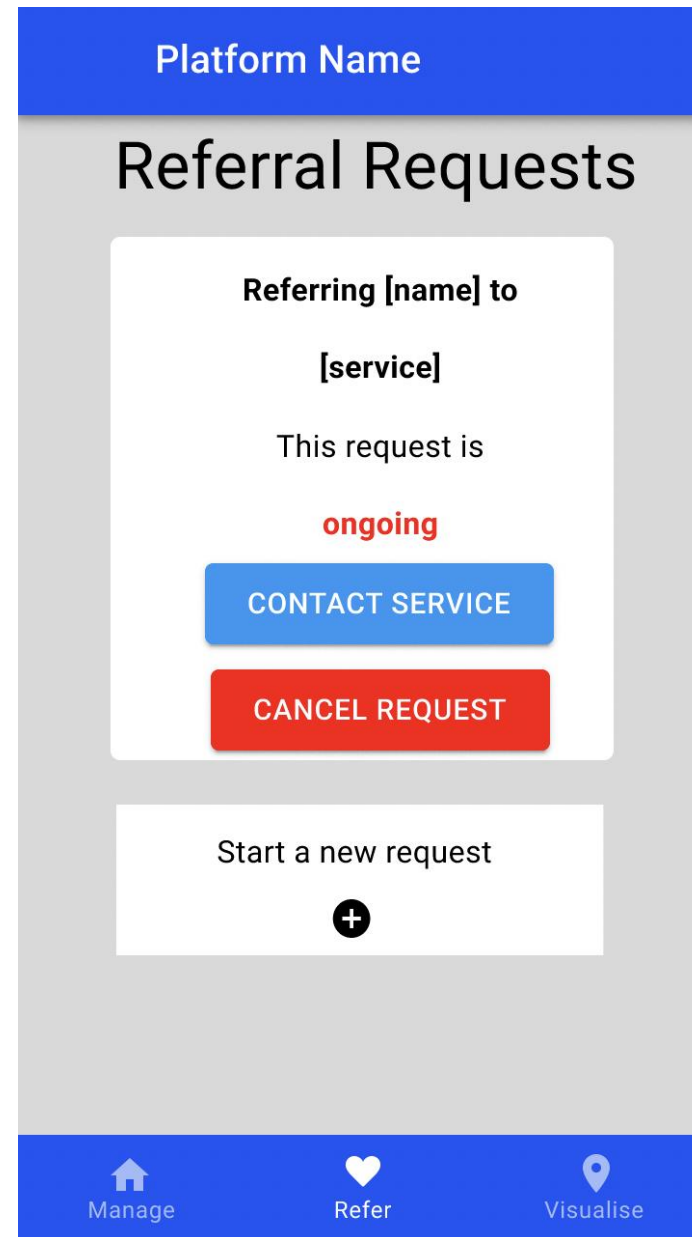 Platform Name
Referral Requests
Referring [name] to
[service]
This request is
ongoing
CONTACT SERVICE
CANCEL REQUEST
Start a new request
Manage
Refer
Visualise